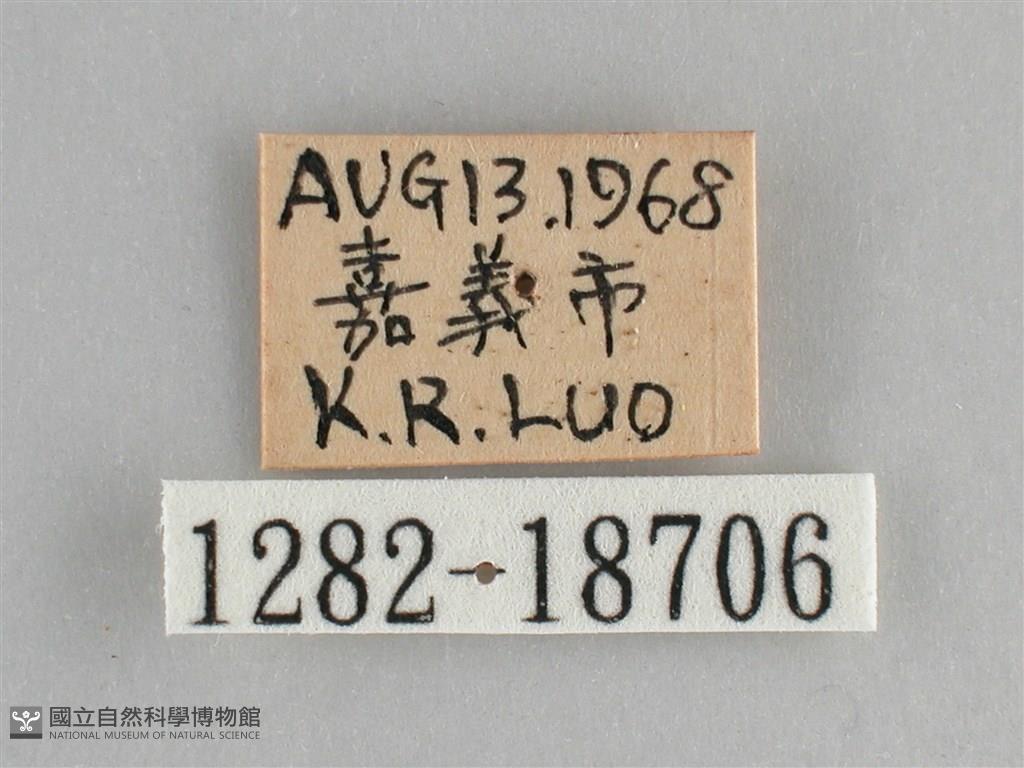 AUG13.1968
嘉義市
K.R.LUO
1282-18706
國立自然科學博物館
NATIONAL MUSEUM OF NATURAL SCIENCE